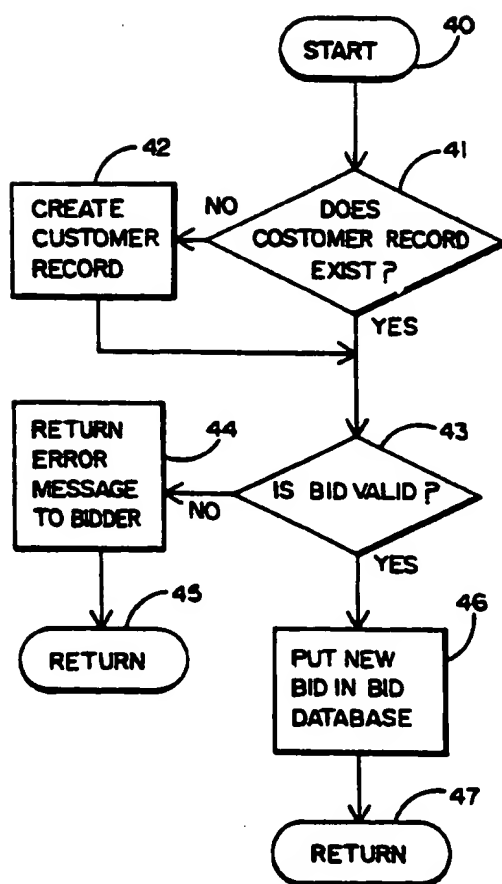 40
START
42
41
CREATE
CUSTOMER
RECORD
NO
DOES
COSTOMER RECORD
EXIST?
YES
RETURN
ERROR
MESSAGE
TO BIDDER
44
43
IS BID VALID?
NO
YES
45
RETURN
46
PUT NEW
BID IN BID
DATABASE
47
RETURN